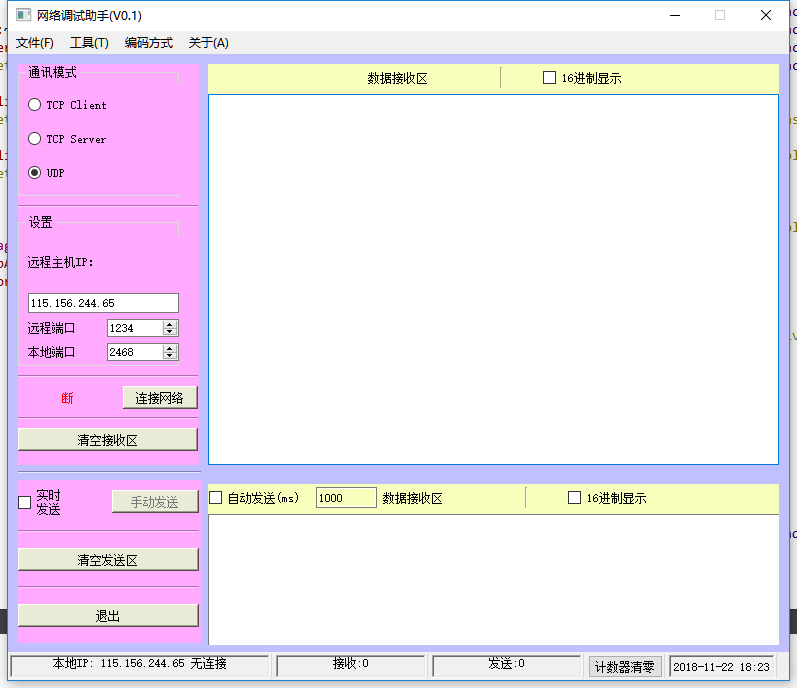 网络调试助手(V0.1)
文件(F) 工具(T) 编码方式 关于(A)
通讯模式
TCP Client
TCP Server
UDP
设置
远程主机IP:
115.156.244.65
远程端口 1234
本地端口 2468
断 连接网络
清空接收区
数据接收区 16进制显示
实时
发送 手动发送
清空发送区
退出
自动发送(ms) 1000 数据接收区 16进制显示
本地IP: 115.156.244.65 无连接 接收:0 发送:0 计数器清零 2018-11-22 18:23